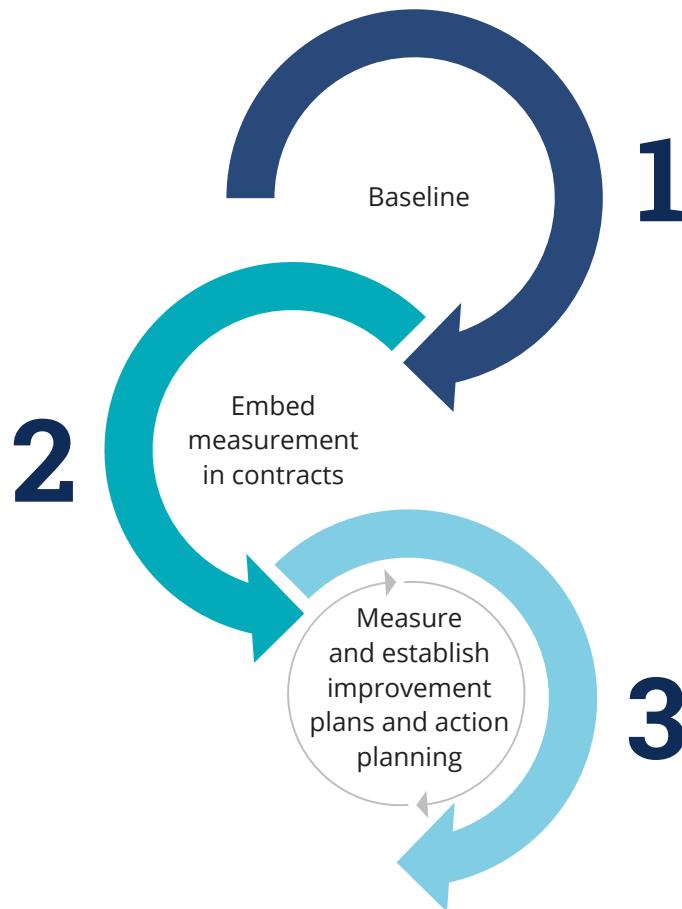 Baseline
1
2
Embed
measurement
in contracts
Measure
and establish
improvement
plans and action
planning
3